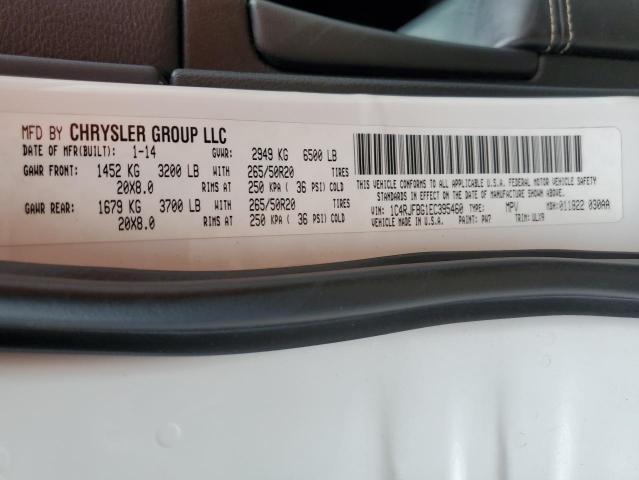 MFD BY CHRYSLER GROUP LLC
DATE OF MFR(BUILT): 1-14 GVWR: 2949 KG 6500 LB
GAWR FRONT: 1452 KG 3200 LB WITH 265/50R20 TIRES
20X8.0 RIMS AT 250 KPA ( 36 PSI) COLD
GAWR REAR: 1679 KG 3700 LB WITH 265/50R20 TIRES
20X8.0 RIMS AT 250 KPA ( 36 PSI) COLD
THIS VEHICLE CONFORMS TO ALL APPLICABLE U.S.A. FEDERAL MOTOR VEHICLE SAFETY
STANDARDS IN EFFECT ON THE DATE OF MANUFACTURE SHOWN ABOVE.
VIN: 1C4RJFBG1EC395460 TYPE: MPV MDH:011822 030AA
VEHICLE MADE IN U.S.A. PAINT: PW7 TRIM: ULX9